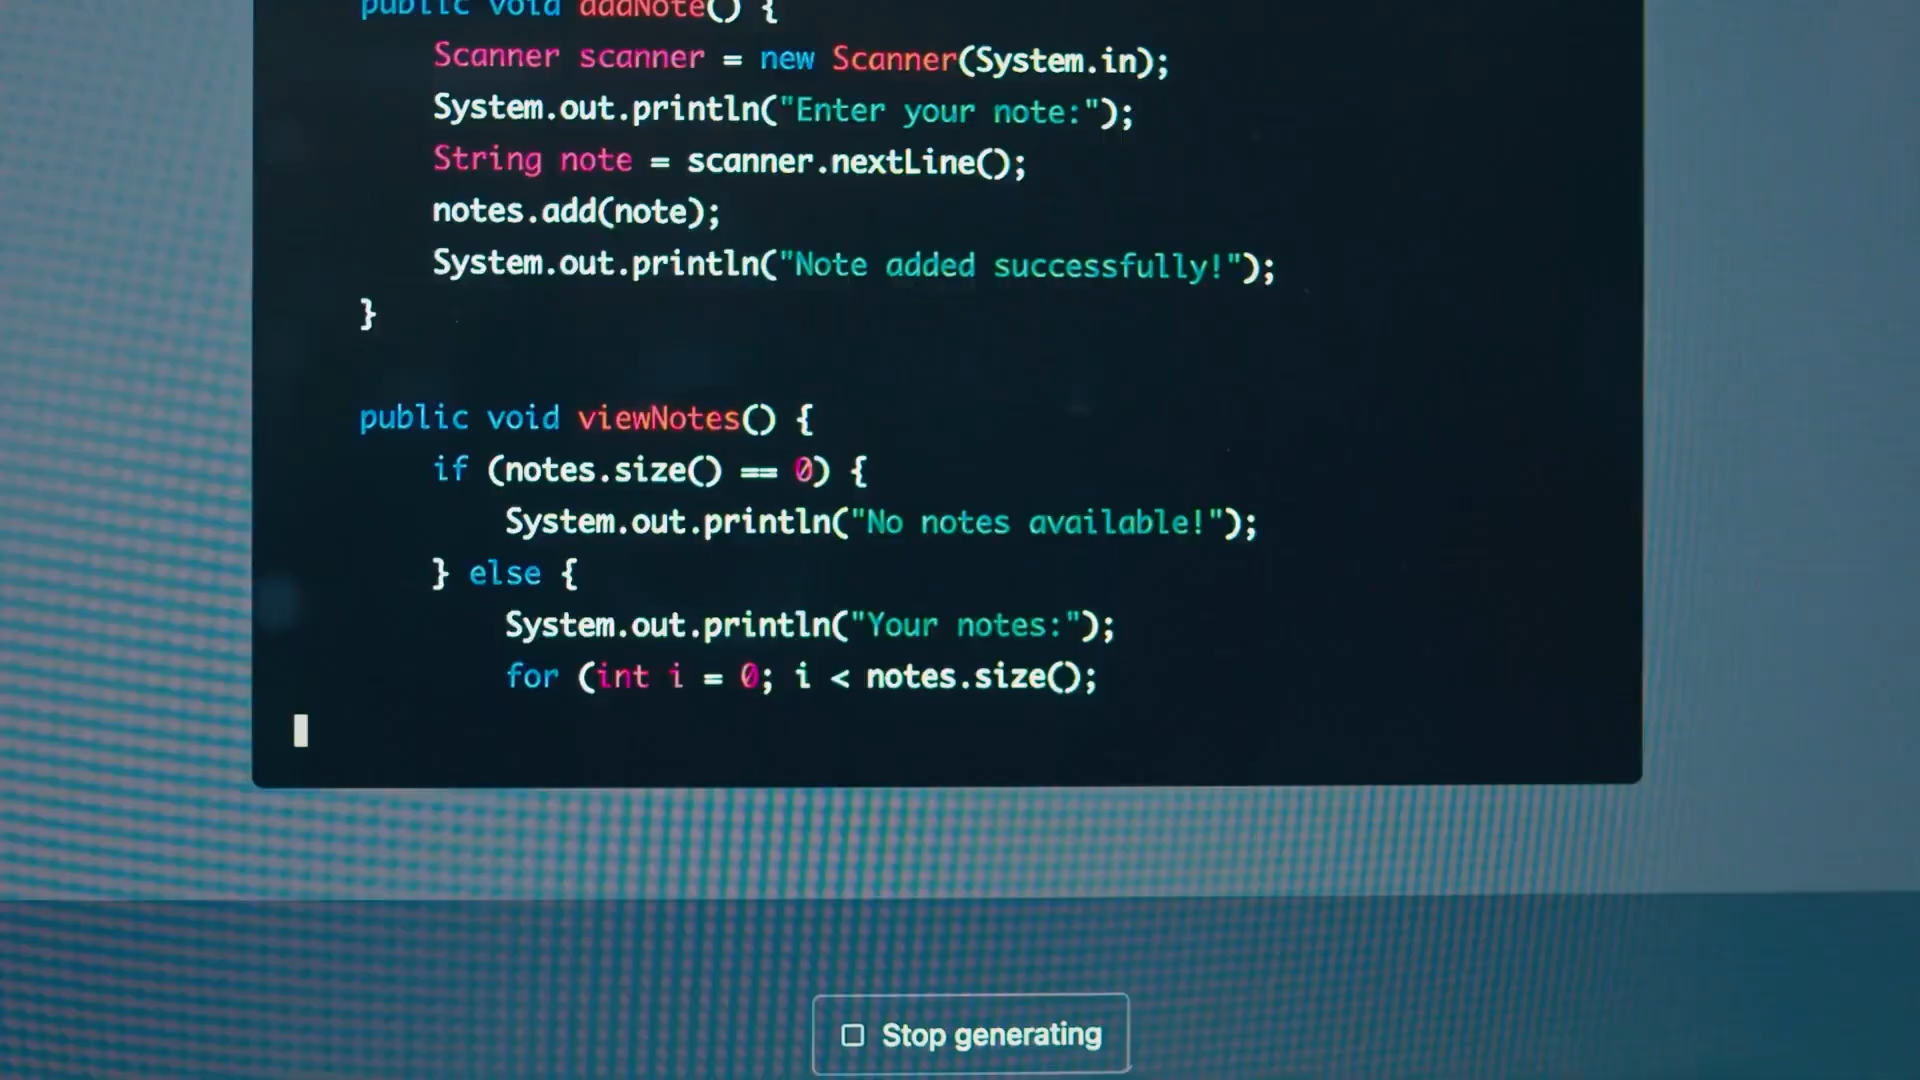 public void addNote() {
Scanner scanner = new Scanner(System.in);
System.out.println("Enter your note:");
String note = scanner.nextLine();
notes.add(note);
System.out.println("Note added successfully!");
}
public void viewNotes() {
if (notes.size() == 0) {
System.out.println("No notes available!");
} else {
System.out.println("Your notes:");
for (int i = 0; i < notes.size();
Stop generating